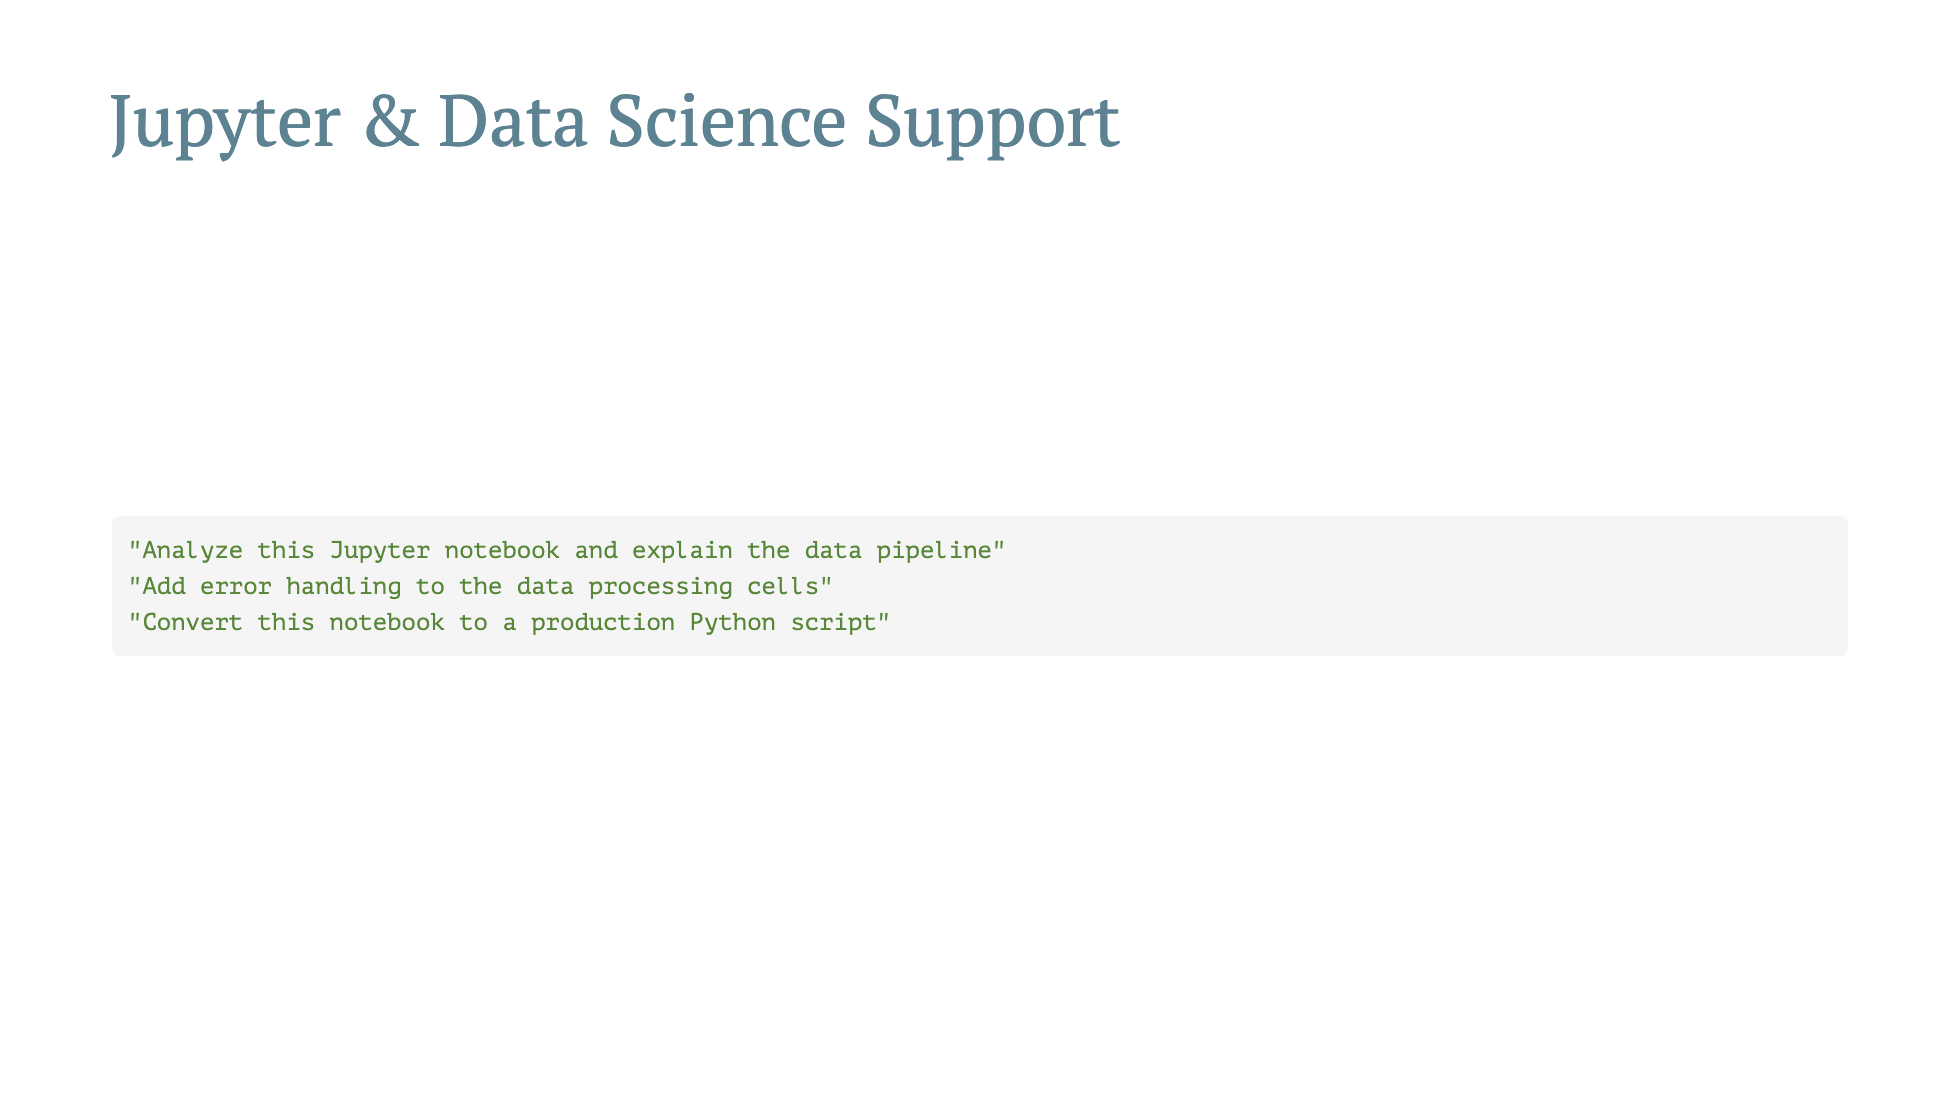 Jupyter & Data Science Support
"Analyze this Jupyter notebook and explain the data pipeline"
"Add error handling to the data processing cells"
"Convert this notebook to a production Python script"